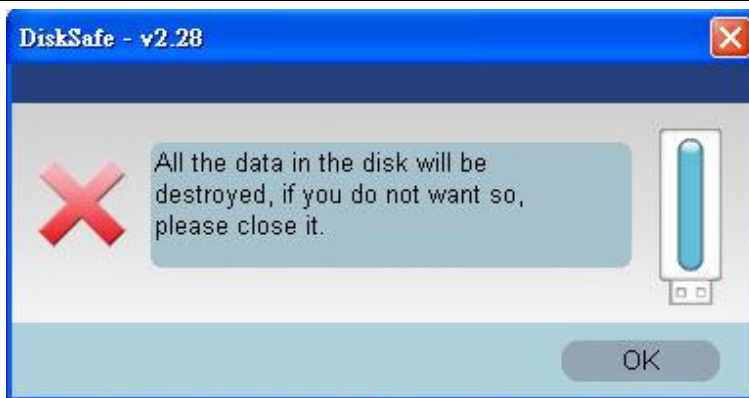 DiskSafe - v2.28
All the data in the disk will be
destroyed, if you do not want so,
please close it.
OK